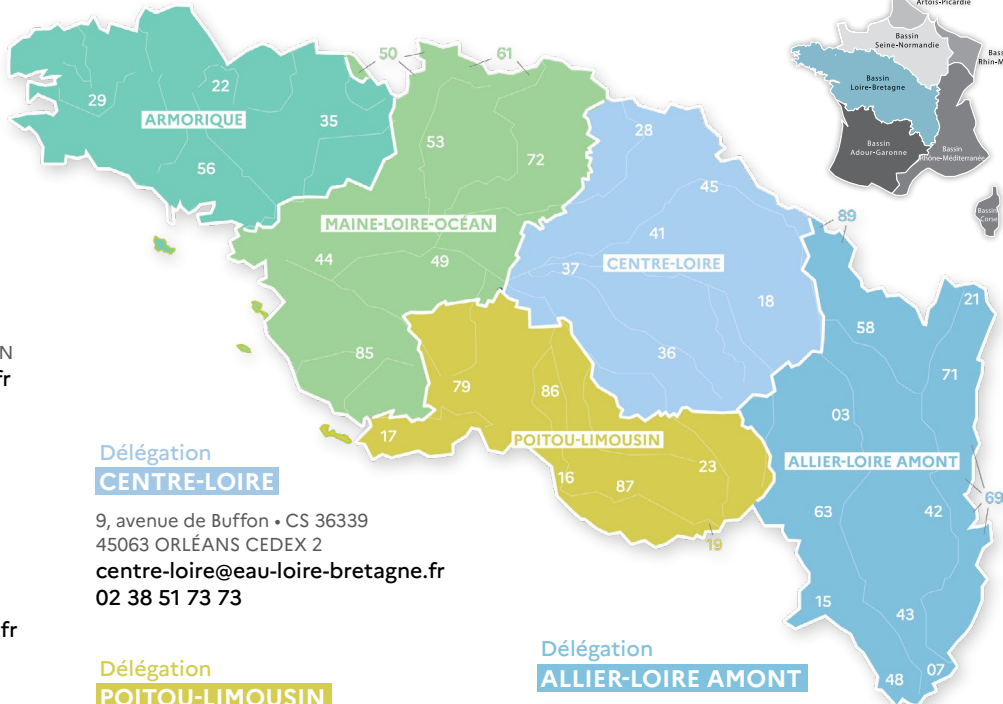 Artois-Picardie
Bassin
Seine-Normandie
Bassin
Loire-Bretagne
Bassin
Adour-Garonne
Bassin
Rhône-Méditerranée
Bassin
Corse
50
61
29
22
35
ARMORIQUE
56
53
72
MAINE-LOIRE-OCÉAN
44
49
85
28
45
41
37
CENTRE-LOIRE
18
36
89
21
58
71
03
ALLIER-LOIRE AMONT
69
63
42
15
43
48
07
79
86
17
POITOU-LIMOUSIN
16
87
23
19
N
fr
Délégation
CENTRE-LOIRE
9, avenue de Buffon • CS 36339
45063 ORLÉANS CEDEX 2
centre-loire@eau-loire-bretagne.fr
02 38 51 73 73
fr
Délégation
POITOU-LIMOUSIN
Délégation
ALLIER-LOIRE AMONT